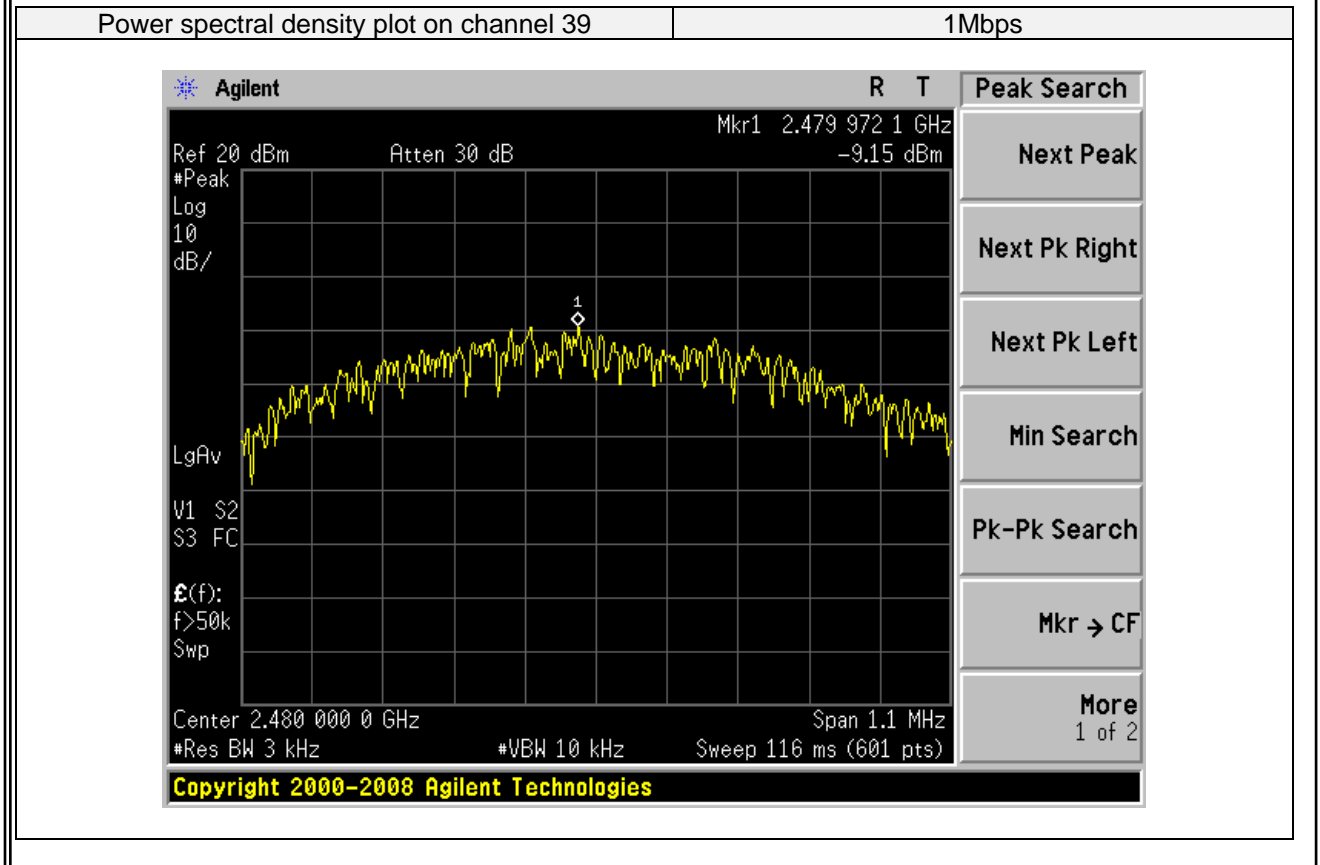 Power spectral density plot on channel 39 1Mbps
Agilent R T Peak Search
Mkr1 2.479 972 1 GHz
Ref 20 dBm Atten 30 dB -9.15 dBm
#Peak
Log
10
dB/
1
LgAv
V1 S2
S3 FC
£(f):
f>50k
Swp
Center 2.480 000 0 GHz Span 1.1 MHz
#Res BW 3 kHz #VBW 10 kHz Sweep 116 ms (601 pts)
Next Peak
Next Pk Right
Next Pk Left
Min Search
Pk-Pk Search
Mkr → CF
More
1 of 2
Copyright 2000-2008 Agilent Technologies